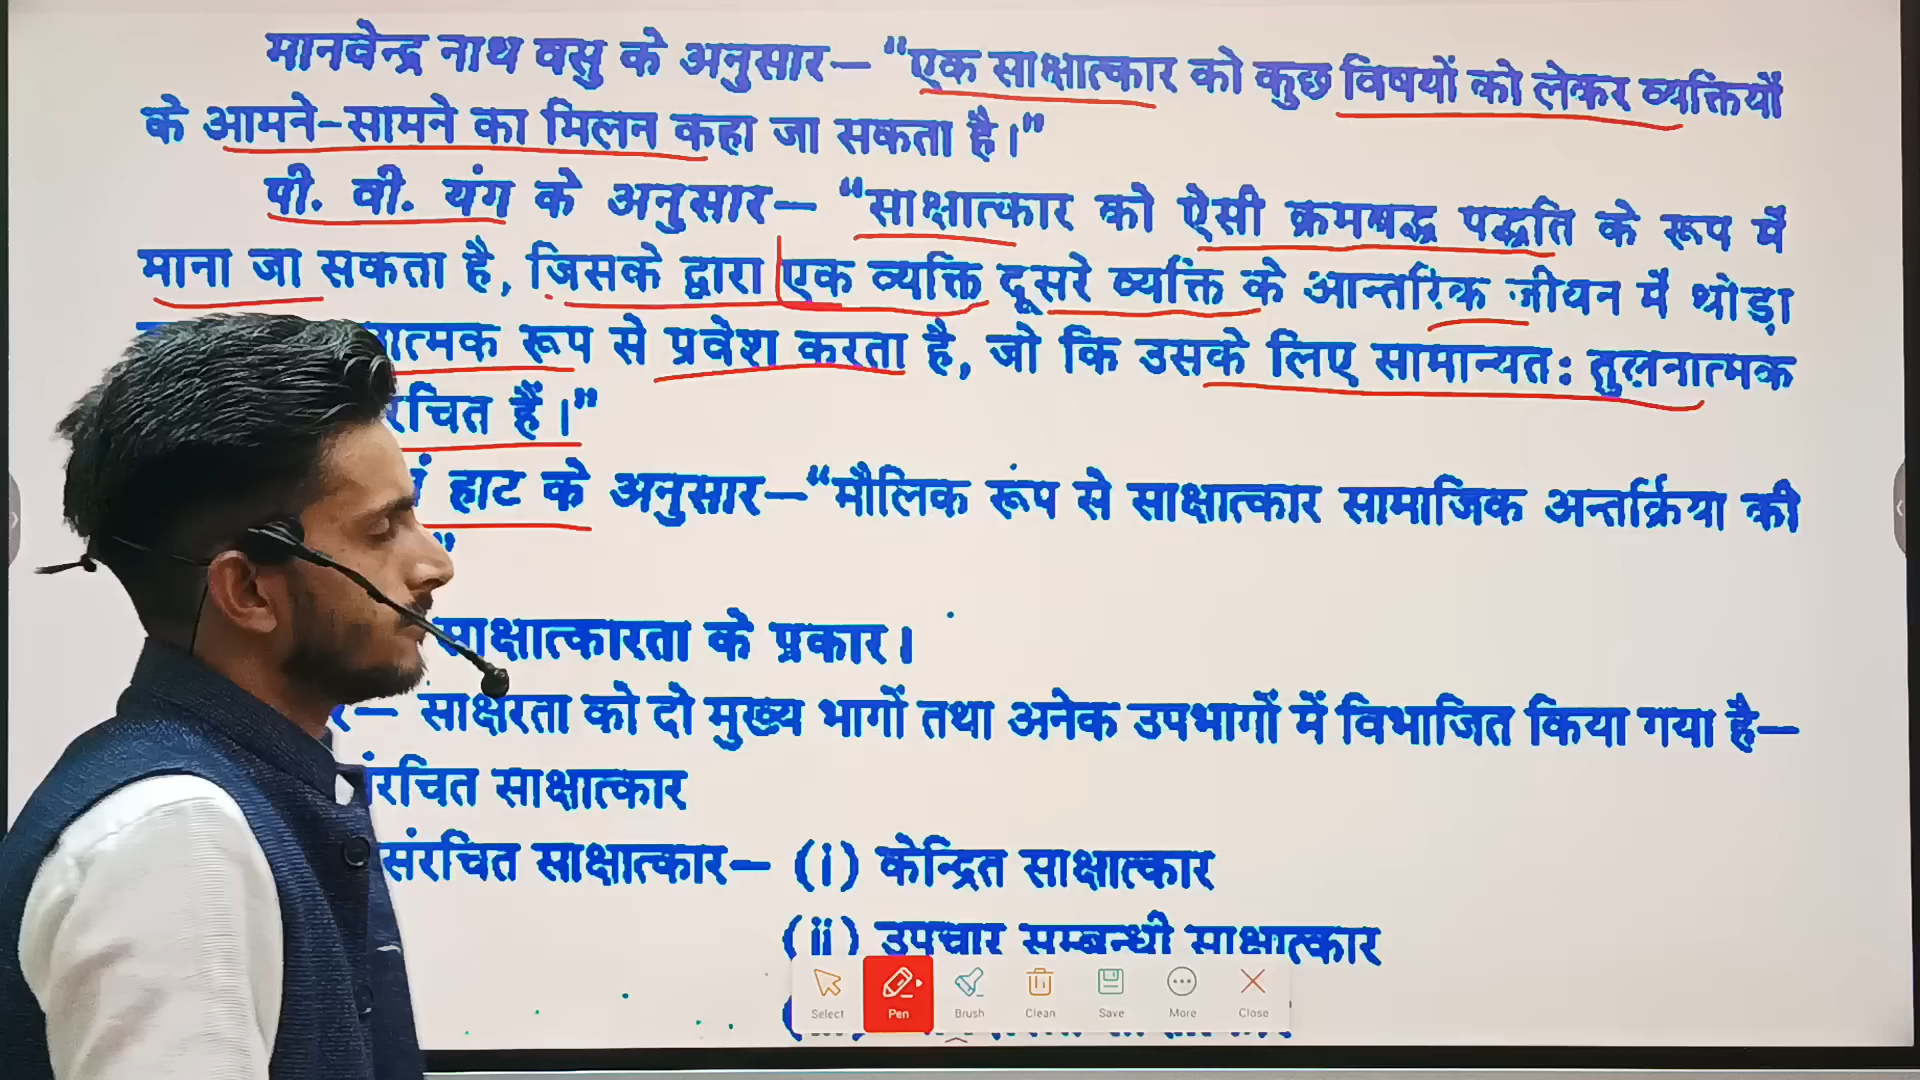 मानवेन्द्र नाथ वसु के अनुसार– “एक साक्षात्कार को कुछ विषयों को लेकर व्यक्तियों
के आमने-सामने का मिलन कहा जा सकता है।”
पी. वी. यंग के अनुसार– “साक्षात्कार को ऐसी क्रमबद्ध पद्धति के रूप में
माना जा सकता है, जिसके द्वारा एक व्यक्ति दूसरे व्यक्ति के आन्तरिक जीवन में थोड़ा
रूप से प्रवेश करता है, जो कि उसके लिए सामान्यत: तुलनात्मक
हैं।”
हाट के अनुसार–“मौलिक रूप से साक्षात्कार सामाजिक अन्तर्क्रिया की
”
साक्षात्कारता के प्रकार।
– साक्षरता को दो मुख्य भागों तथा अनेक उपभागों में विभाजित किया गया है–
साक्षात्कार
संरचित साक्षात्कार– (i) केन्द्रित साक्षात्कार
(ii) उपचार सम्बन्धी साक्षात्कार
Select Pen Brush Clean Save More Close